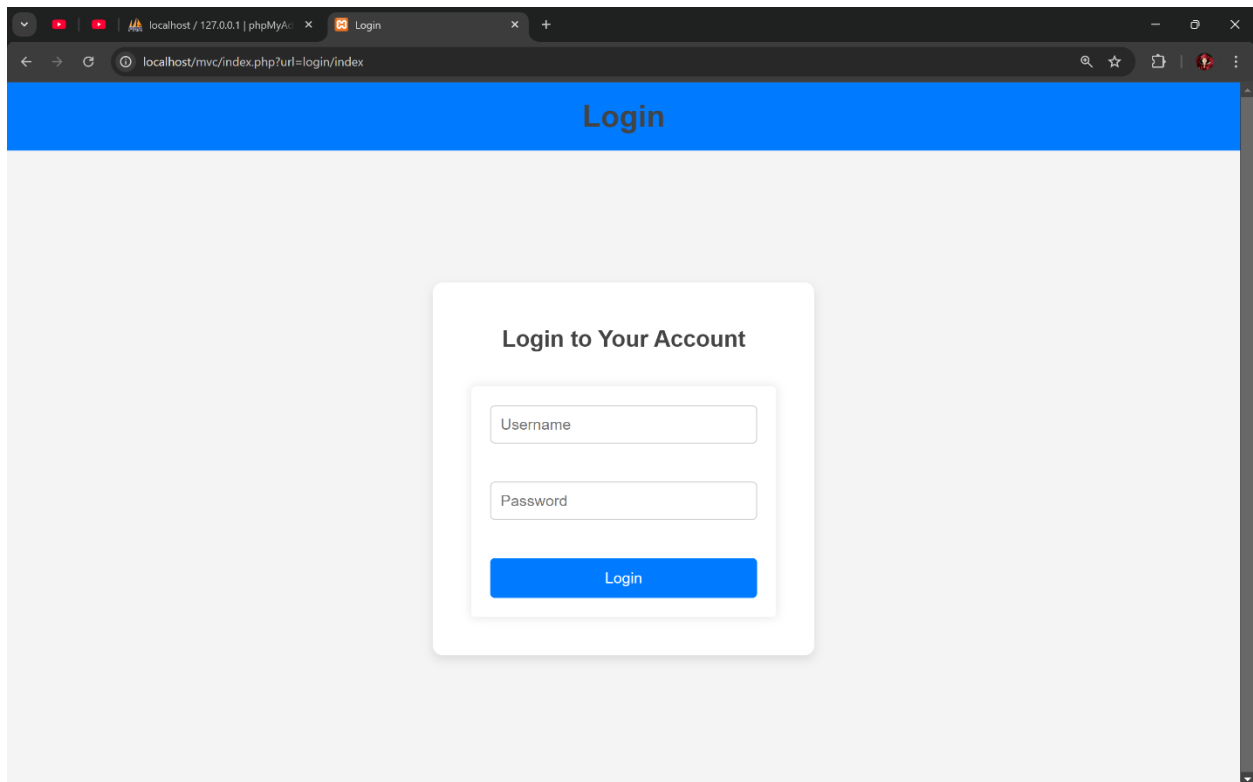 localhost / 127.0.0.1 | phpMyAd
Login
localhost/mvc/index.php?url=login/index
Login
Login to Your Account
Username
Password
Login